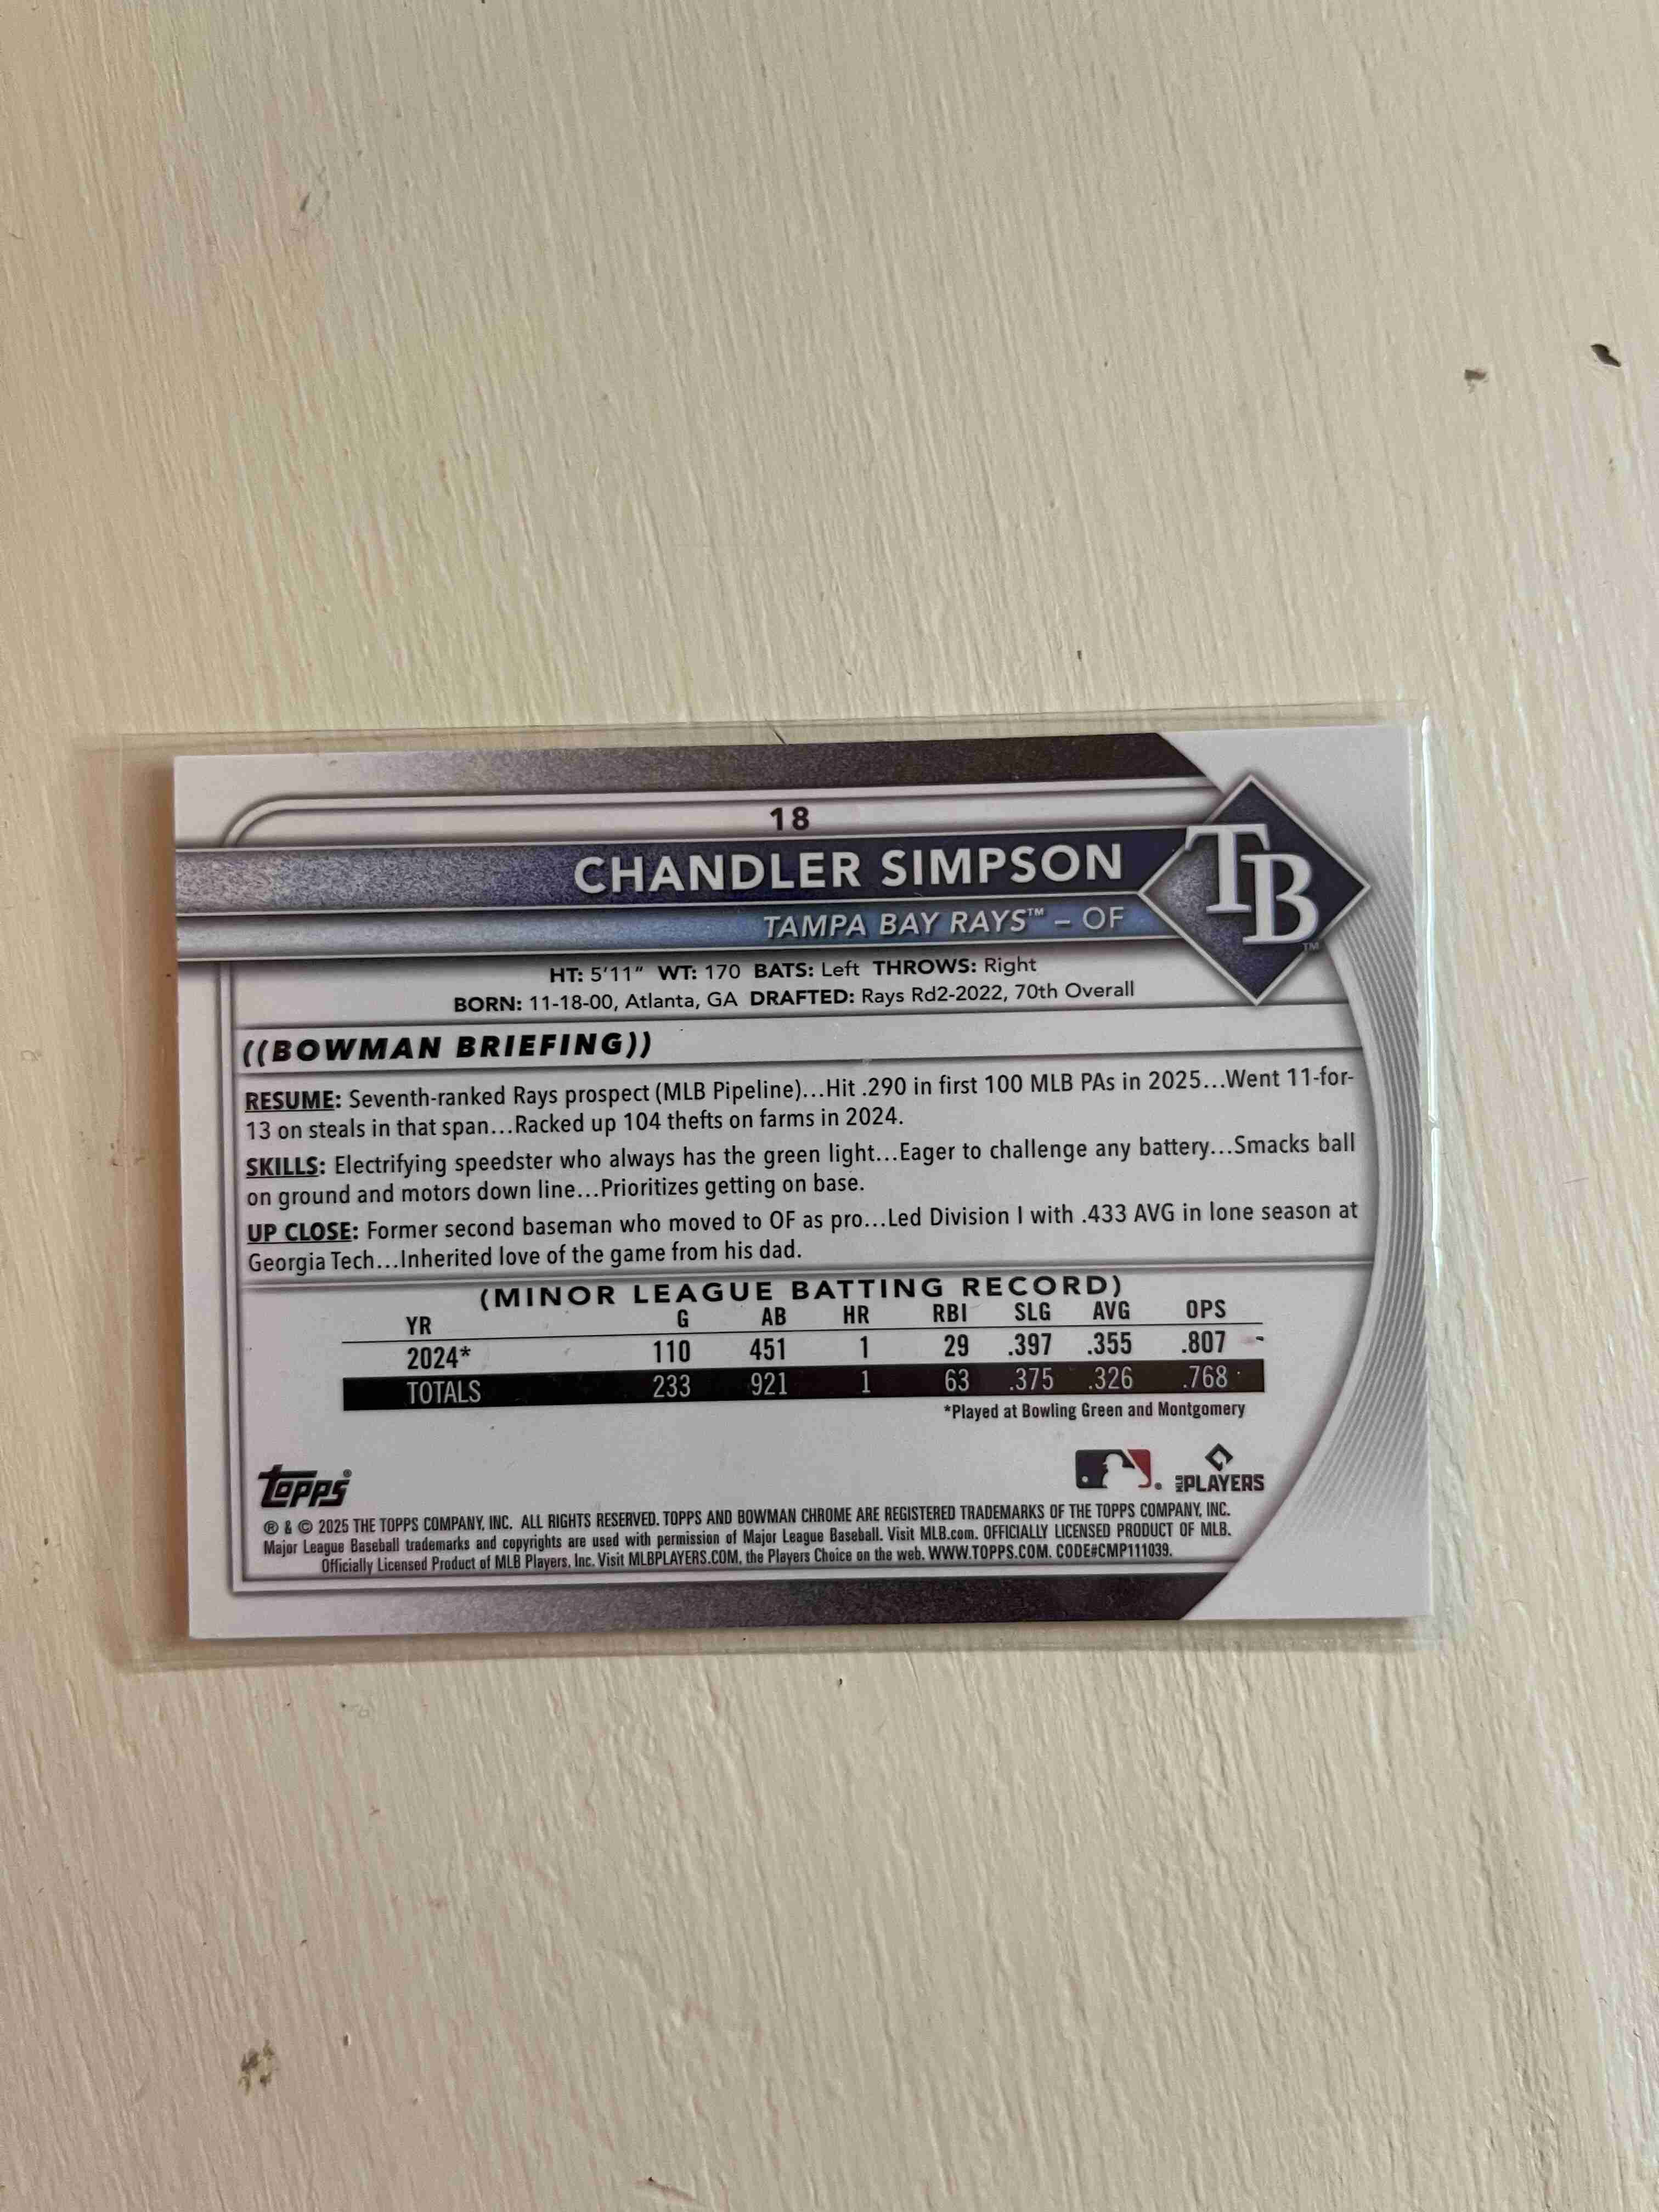 18
CHANDLER SIMPSON
TAMPA BAY RAYS™ – OF
TB™
HT: 5'11" WT: 170 BATS: Left THROWS: Right
BORN: 11-18-00, Atlanta, GA DRAFTED: Rays Rd2-2022, 70th Overall
((BOWMAN BRIEFING))
RESUME: Seventh-ranked Rays prospect (MLB Pipeline)...Hit .290 in first 100 MLB PAs in 2025...Went 11-for-
13 on steals in that span...Racked up 104 thefts on farms in 2024.
SKILLS: Electrifying speedster who always has the green light...Eager to challenge any battery...Smacks ball
on ground and motors down line...Prioritizes getting on base.
UP CLOSE: Former second baseman who moved to OF as pro...Led Division I with .433 AVG in lone season at
Georgia Tech...Inherited love of the game from his dad.
(MINOR LEAGUE BATTING RECORD)
YR G AB HR RBI SLG AVG OPS
2024* 110 451 1 29 .397 .355 .807
TOTALS 233 921 1 63 .375 .326 .768
*Played at Bowling Green and Montgomery
Topps®
MLB PLAYERS
® & © 2025 THE TOPPS COMPANY, INC. ALL RIGHTS RESERVED. TOPPS AND BOWMAN CHROME ARE REGISTERED TRADEMARKS OF THE TOPPS COMPANY, INC.
Major League Baseball trademarks and copyrights are used with permission of Major League Baseball. Visit MLB.com. OFFICIALLY LICENSED PRODUCT OF MLB.
Officially Licensed Product of MLB Players, Inc. Visit MLBPLAYERS.COM, the Players Choice on the web. WWW.TOPPS.COM. CODE#CMP111039.